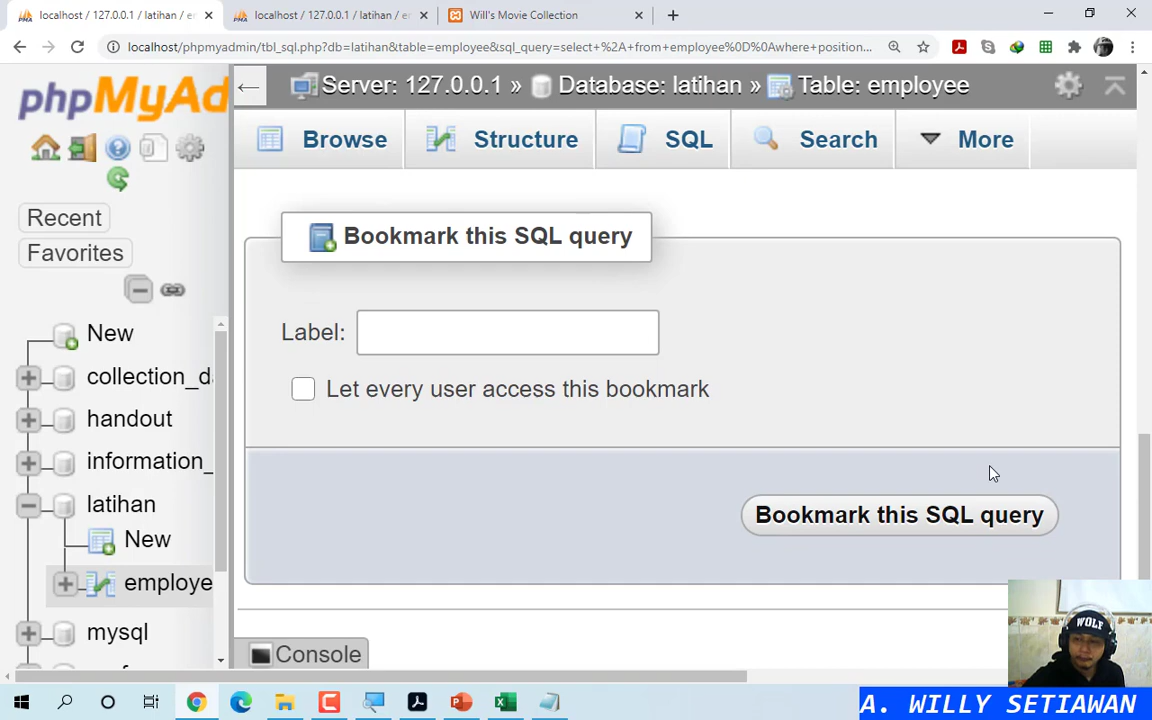 localhost / 127.0.0.1 / latihan / e
localhost / 127.0.0.1 / latihan / e
Will's Movie Collection
localhost/phpmyadmin/tbl_sql.php?db=latihan&table=employee&sql_query=select+%2A+from+employee%0D%0Awhere+position...
phpMyAd
Server: 127.0.0.1 » Database: latihan » Table: employee
Browse Structure SQL Search More
Recent
Favorites
New
collection_d
handout
information_
latihan
New
employe
mysql
Bookmark this SQL query
Label:
Let every user access this bookmark
Bookmark this SQL query
Console
WOLF
A. WILLY SETIAWAN